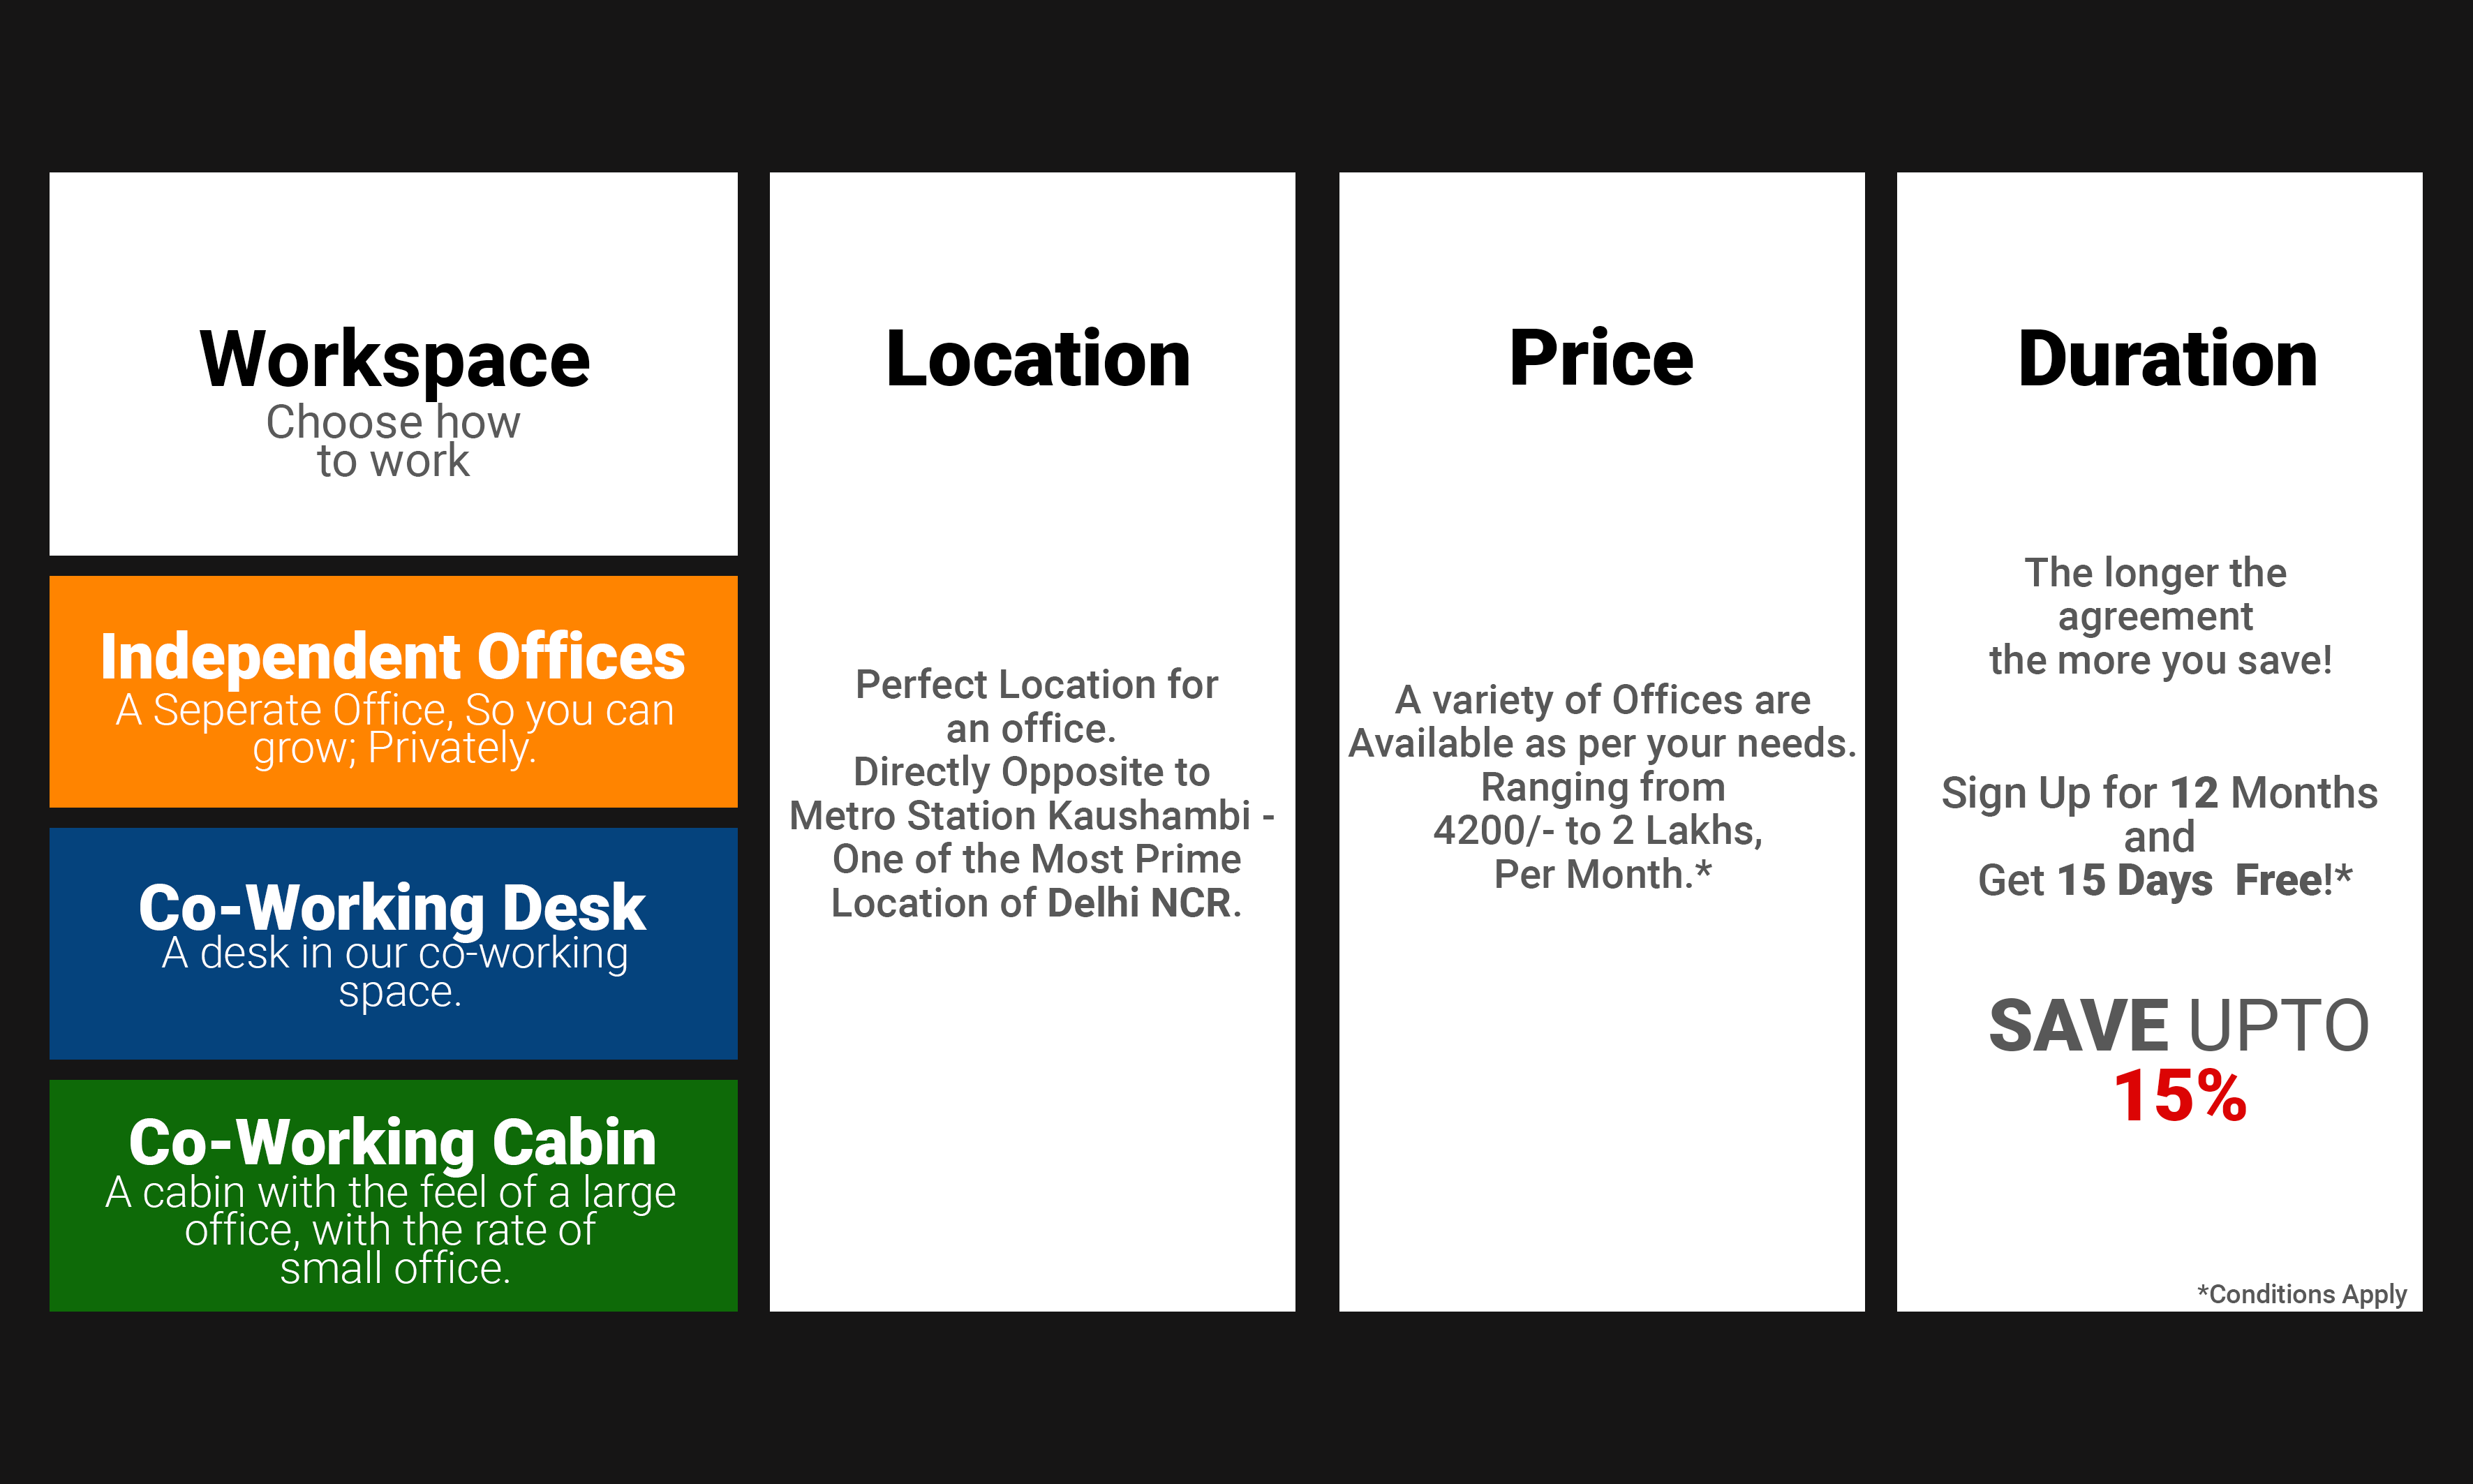 Workspace
Choose how
to work
Independent Offices
A Seperate Office, So you can
grow; Privately.
Co-Working Desk
A desk in our co-working
space.
Co-Working Cabin
A cabin with the feel of a large
office, with the rate of
small office.
Location
Perfect Location for
an office.
Directly Opposite to
Metro Station Kaushambi -
One of the Most Prime
Location of Delhi NCR.
Price
A variety of Offices are
Available as per your needs.
Ranging from
4200/- to 2 Lakhs,
Per Month.*
Duration
The longer the
agreement
the more you save!
Sign Up for 12 Months
and
Get 15 Days Free!*
SAVE UPTO
15%
*Conditions Apply